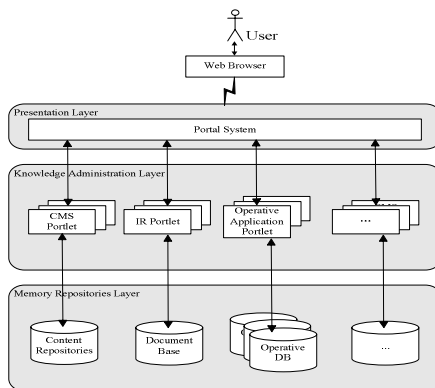 User
Web Browser
Presentation Layer
Portal System
Knowledge Administration Layer
CMS
Portlet
IR Portlet
Operative
Application
Portlet
...
Memory Repositories Layer
Content
Repositories
Document
Base
Operative
DB
...